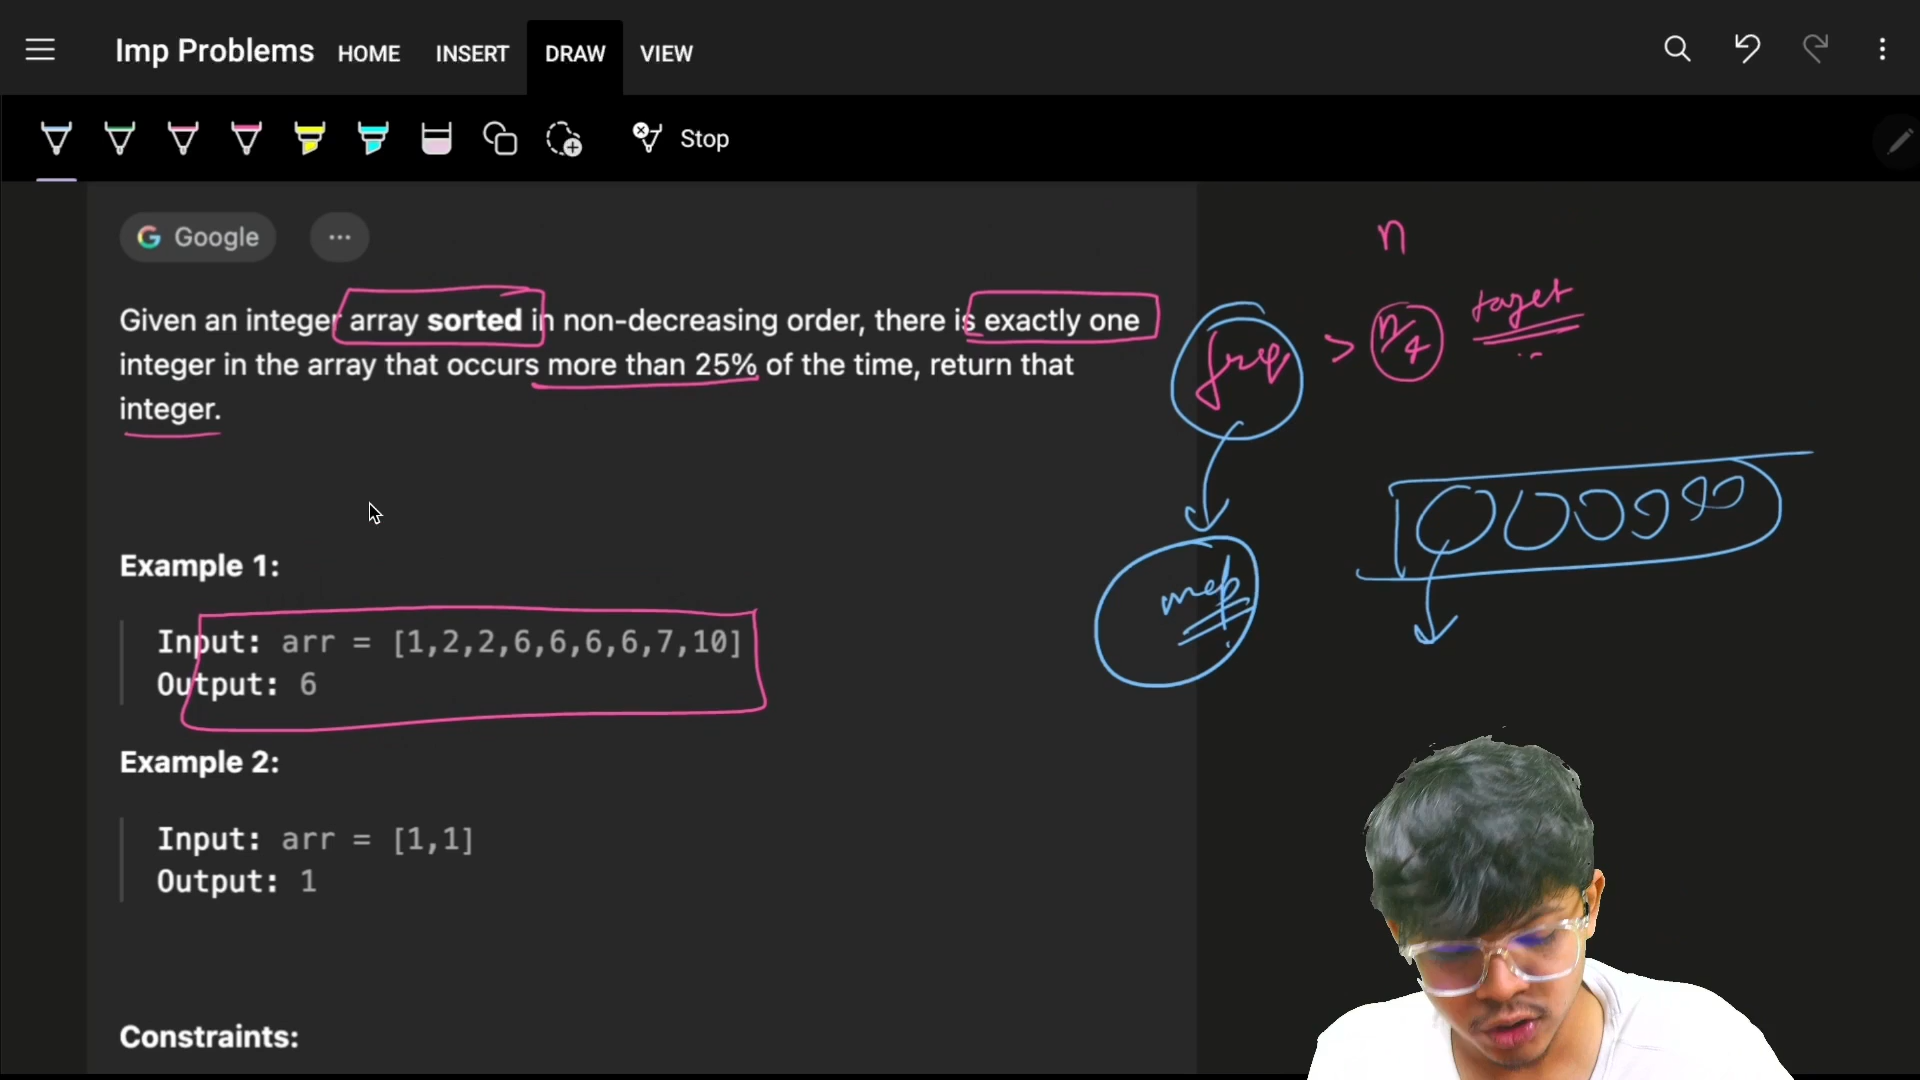 Imp Problems HOME INSERT DRAW VIEW
Stop
Google ...
Given an integer array sorted in non-decreasing order, there is exactly one
integer in the array that occurs more than 25% of the time, return that
integer.
n
freq > n/4 target
map
Example 1:
Input: arr = [1,2,2,6,6,6,6,7,10]
Output: 6
Example 2:
Input: arr = [1,1]
Output: 1
Constraints: